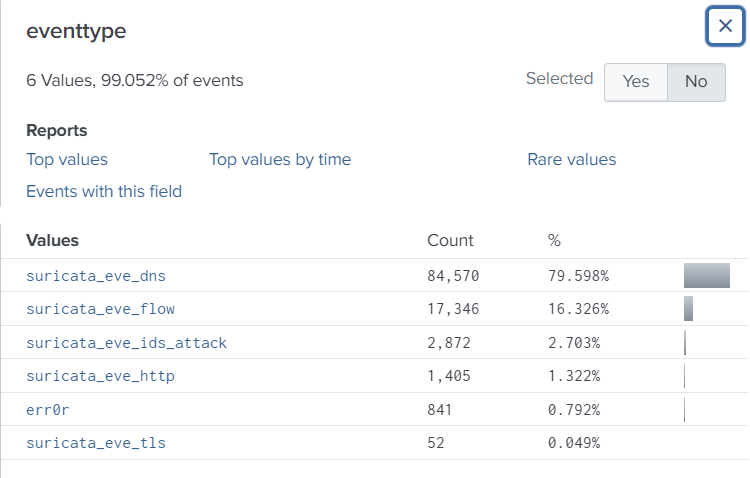 eventtype
6 Values, 99.052% of events
Selected Yes No
Reports
Top values Top values by time Rare values
Events with this field
Values Count %
suricata_eve_dns 84,570 79.598%
suricata_eve_flow 17,346 16.326%
suricata_eve_ids_attack 2,872 2.703%
suricata_eve_http 1,405 1.322%
err0r 841 0.792%
suricata_eve_tls 52 0.049%